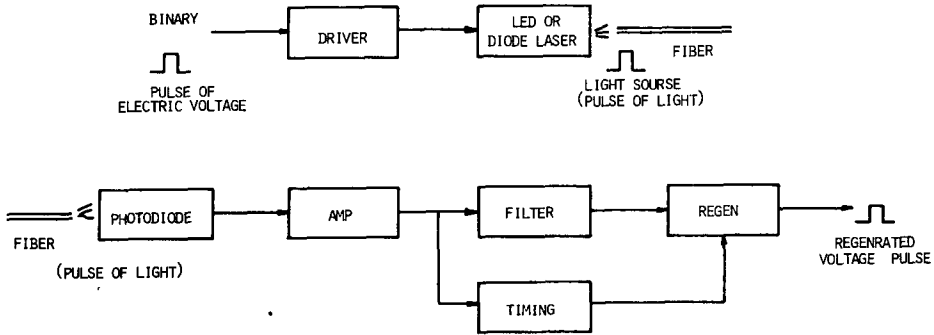 BINARY
PULSE OF
ELECTRIC VOLTAGE
DRIVER
LED OR
DIODE LASER
LIGHT SOURSE
(PULSE OF LIGHT)
FIBER
FIBER
(PULSE OF LIGHT)
PHOTODIODE
AMP
FILTER
TIMING
REGEN
REGENRATED
VOLTAGE PULSE